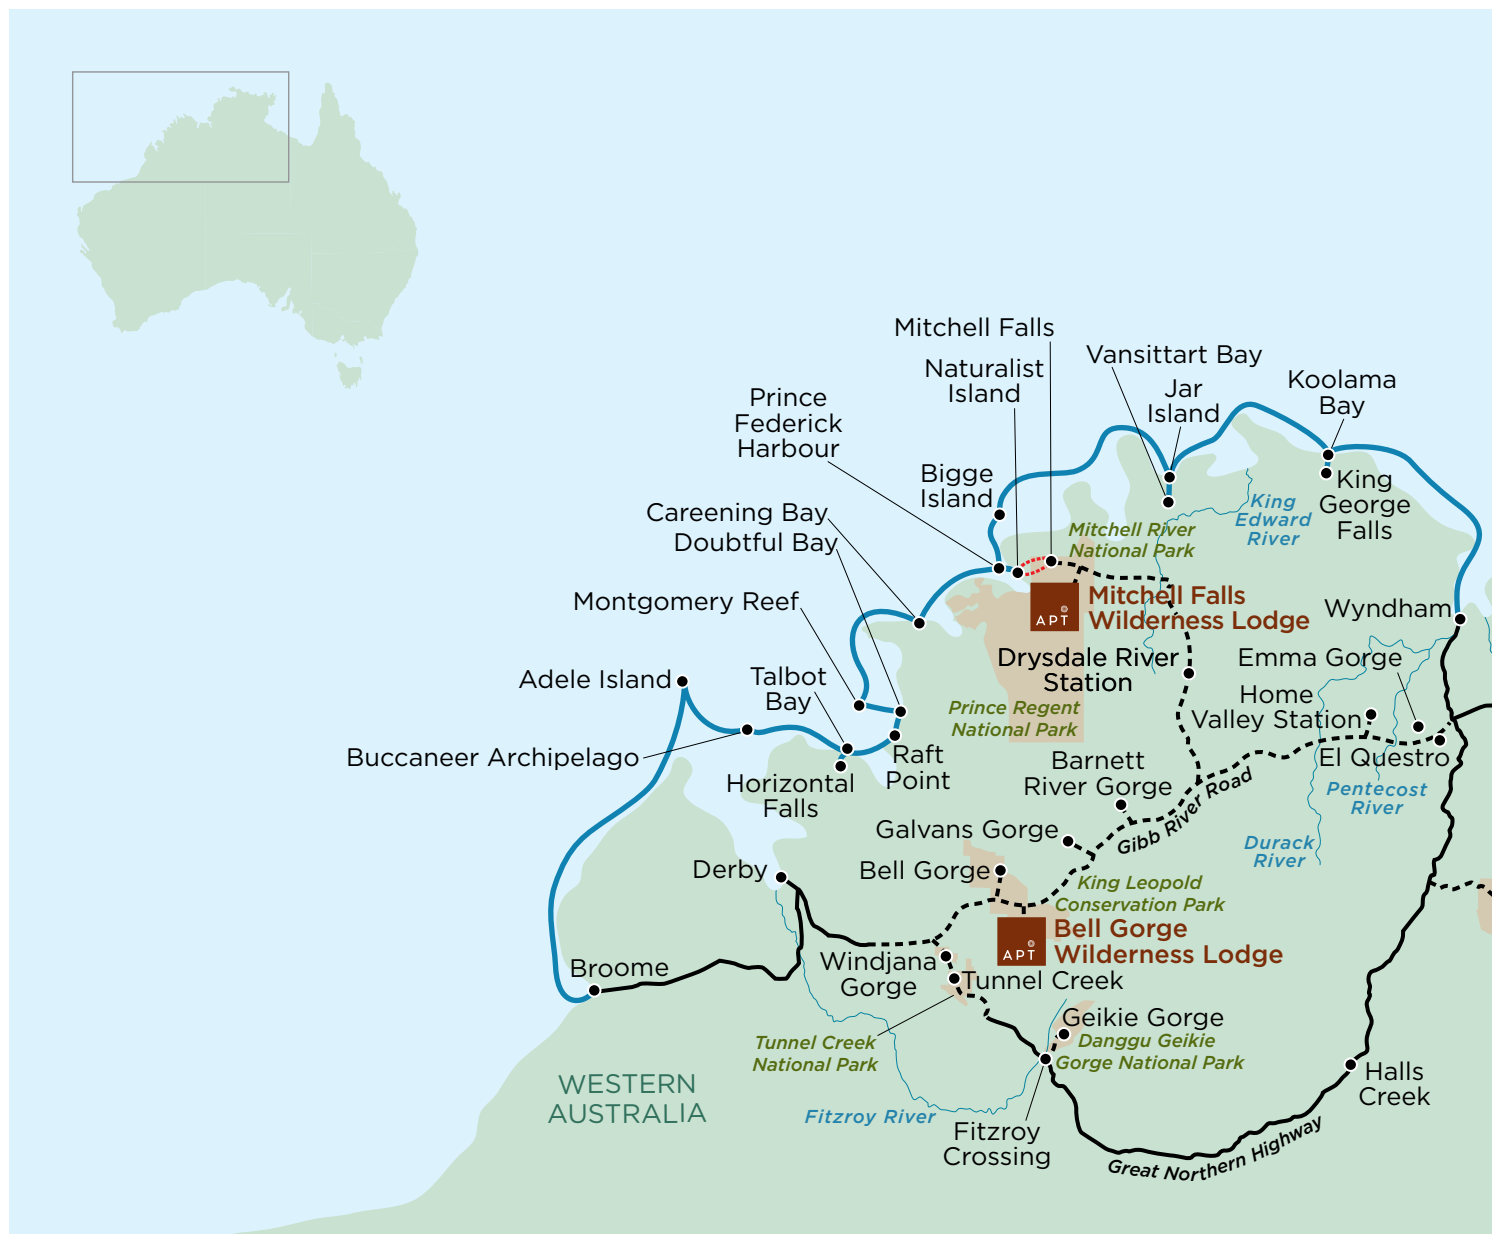 Mitchell Falls
Vansittart Bay
Naturalist
Island
Jar
Island
Koolama
Bay
Prince
Federick
Harbour
Bigge
Island
King
George
Falls
King
Edward
River
Careening Bay
Doubtful Bay
Mitchell River
National Park
Montgomery Reef
APT
Mitchell Falls
Wilderness Lodge
Wyndham
Adele Island
Talbot
Bay
Drysdale River
Station
Emma Gorge
Home
Valley Station
Prince Regent
National Park
Buccaneer Archipelago
Raft
Point
El Questro
Horizontal
Falls
Barnett
River Gorge
Pentecost
River
Gibb River Road
Galvans Gorge
Durack
River
Derby
Bell Gorge
King Leopold
Conservation Park
APT
Bell Gorge
Wilderness Lodge
Broome
Windjana
Gorge
Tunnel Creek
Geikie Gorge
Danggu Geikie
Gorge National Park
Tunnel Creek
National Park
WESTERN
AUSTRALIA
Halls
Creek
Fitzroy River
Fitzroy
Crossing
Great Northern Highway